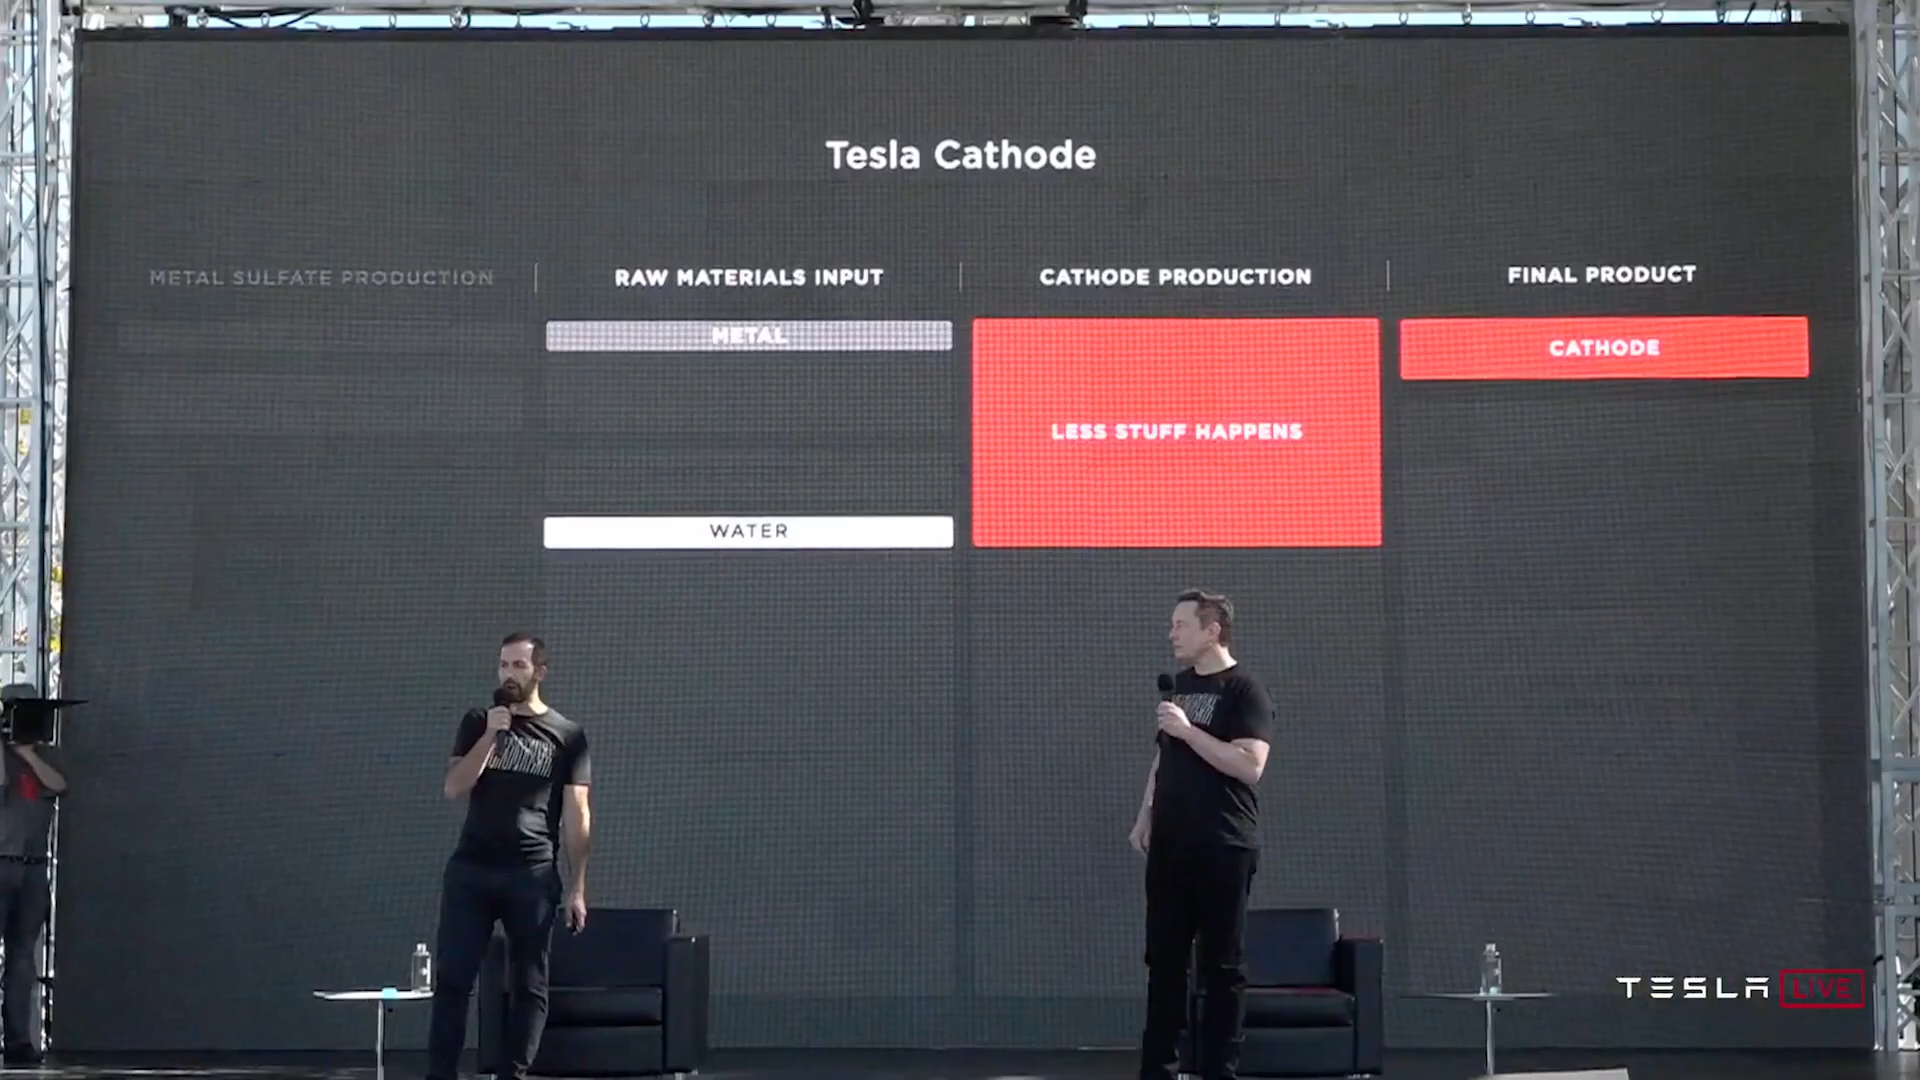 Tesla Cathode
METAL SULFATE PRODUCTION
RAW MATERIALS INPUT
CATHODE PRODUCTION
FINAL PRODUCT
METAL
LESS STUFF HAPPENS
CATHODE
WATER
TESLA LIVE